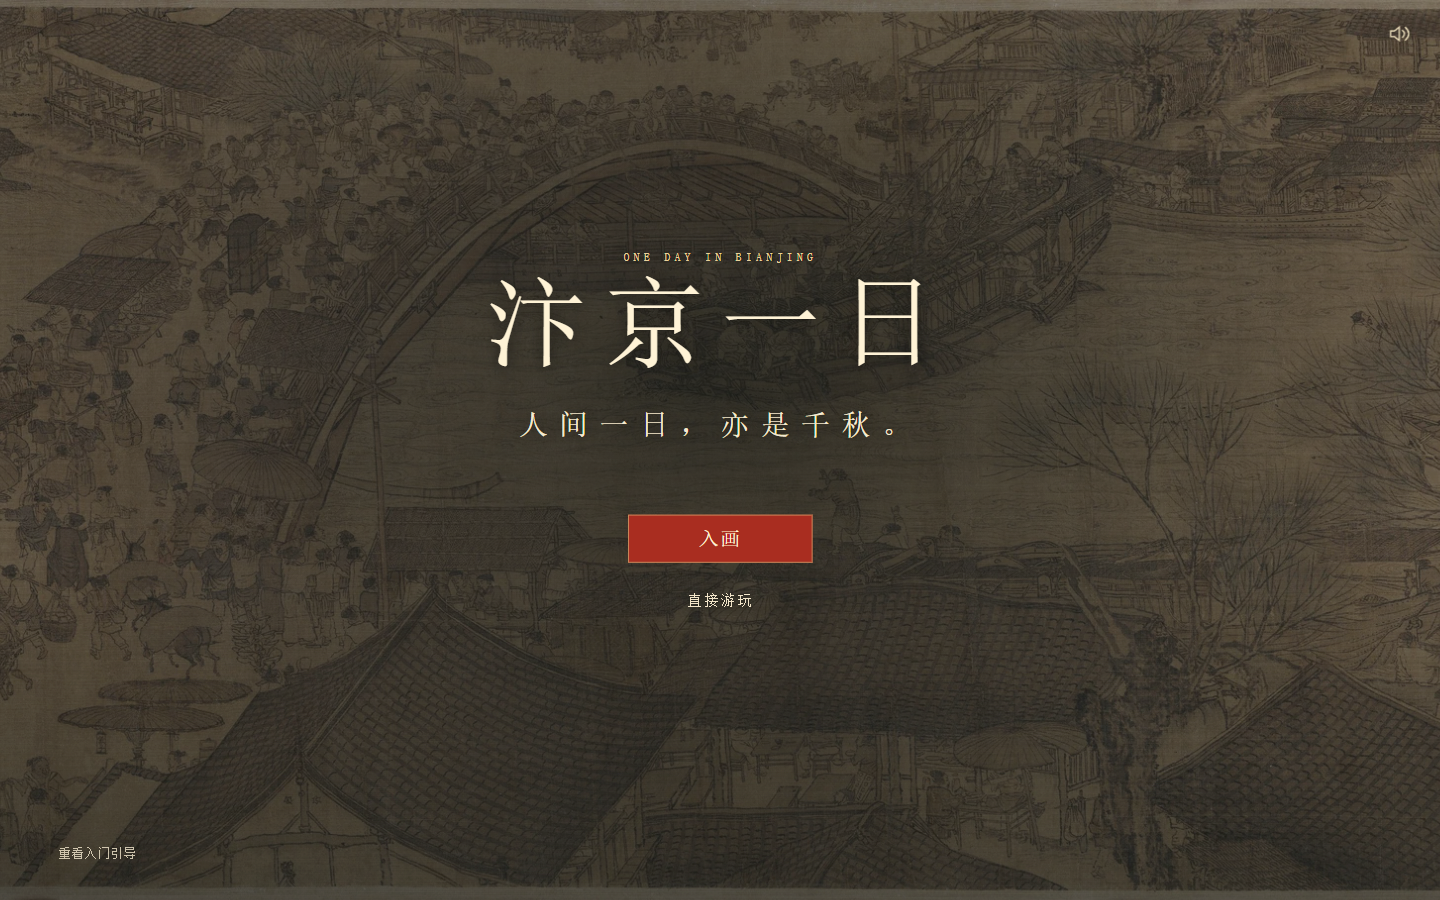 ONE DAY IN BIANJING
汴京一日
人间一日，亦是千秋。
入画
直接游玩
重看入门引导